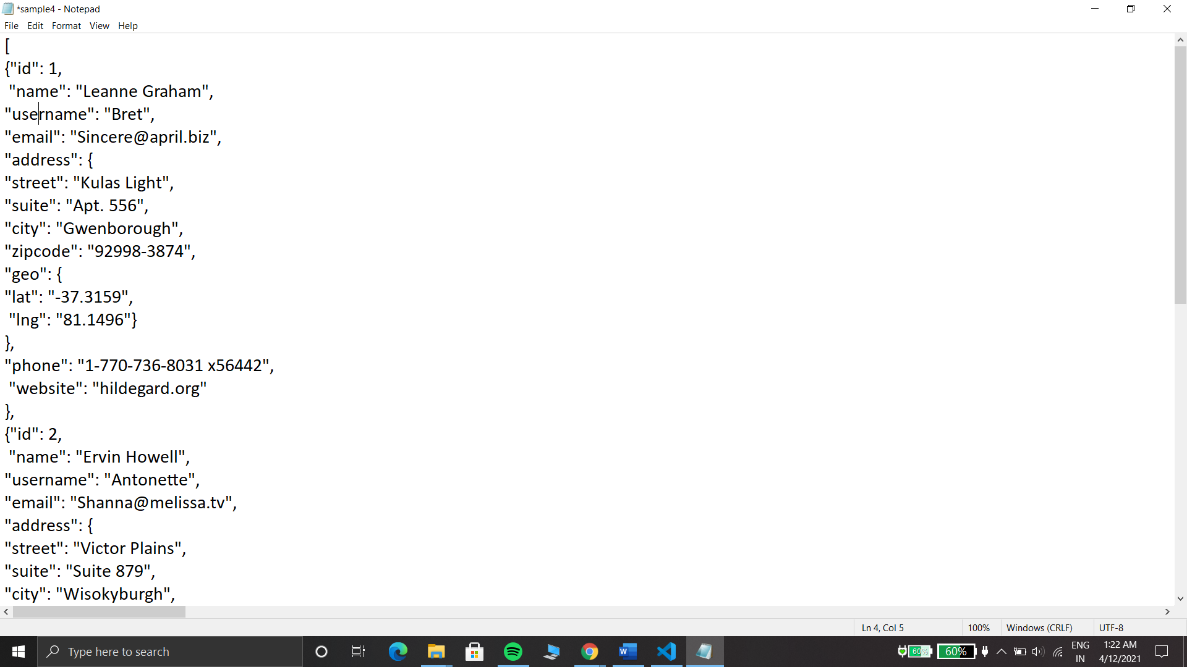 *sample4 - Notepad
File Edit Format View Help
[
{"id": 1,
 "name": "Leanne Graham",
"username": "Bret",
"email": "Sincere@april.biz",
"address": {
"street": "Kulas Light",
"suite": "Apt. 556",
"city": "Gwenborough",
"zipcode": "92998-3874",
"geo": {
"lat": "-37.3159",
 "lng": "81.1496"}
},
"phone": "1-770-736-8031 x56442",
 "website": "hildegard.org"
},
{"id": 2,
 "name": "Ervin Howell",
"username": "Antonette",
"email": "Shanna@melissa.tv",
"address": {
"street": "Victor Plains",
"suite": "Suite 879",
"city": "Wisokyburgh",
Ln 4, Col 5 100% Windows (CRLF) UTF-8
Type here to search 60% 60% ENG 1:22 AM
IN 4/12/2021